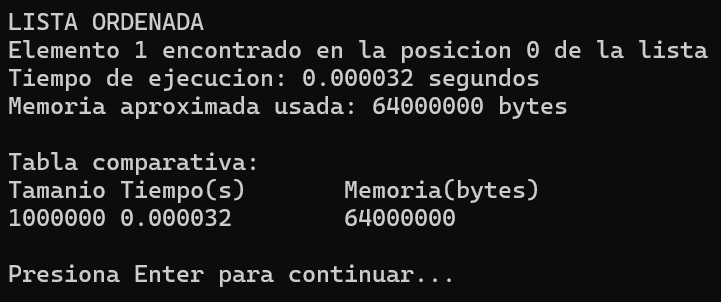 LISTA ORDENADA
Elemento 1 encontrado en la posicion 0 de la lista
Tiempo de ejecucion: 0.000032 segundos
Memoria aproximada usada: 64000000 bytes
Tabla comparativa:
Tamanio Tiempo(s) Memoria(bytes)
1000000 0.000032 64000000
Presiona Enter para continuar...